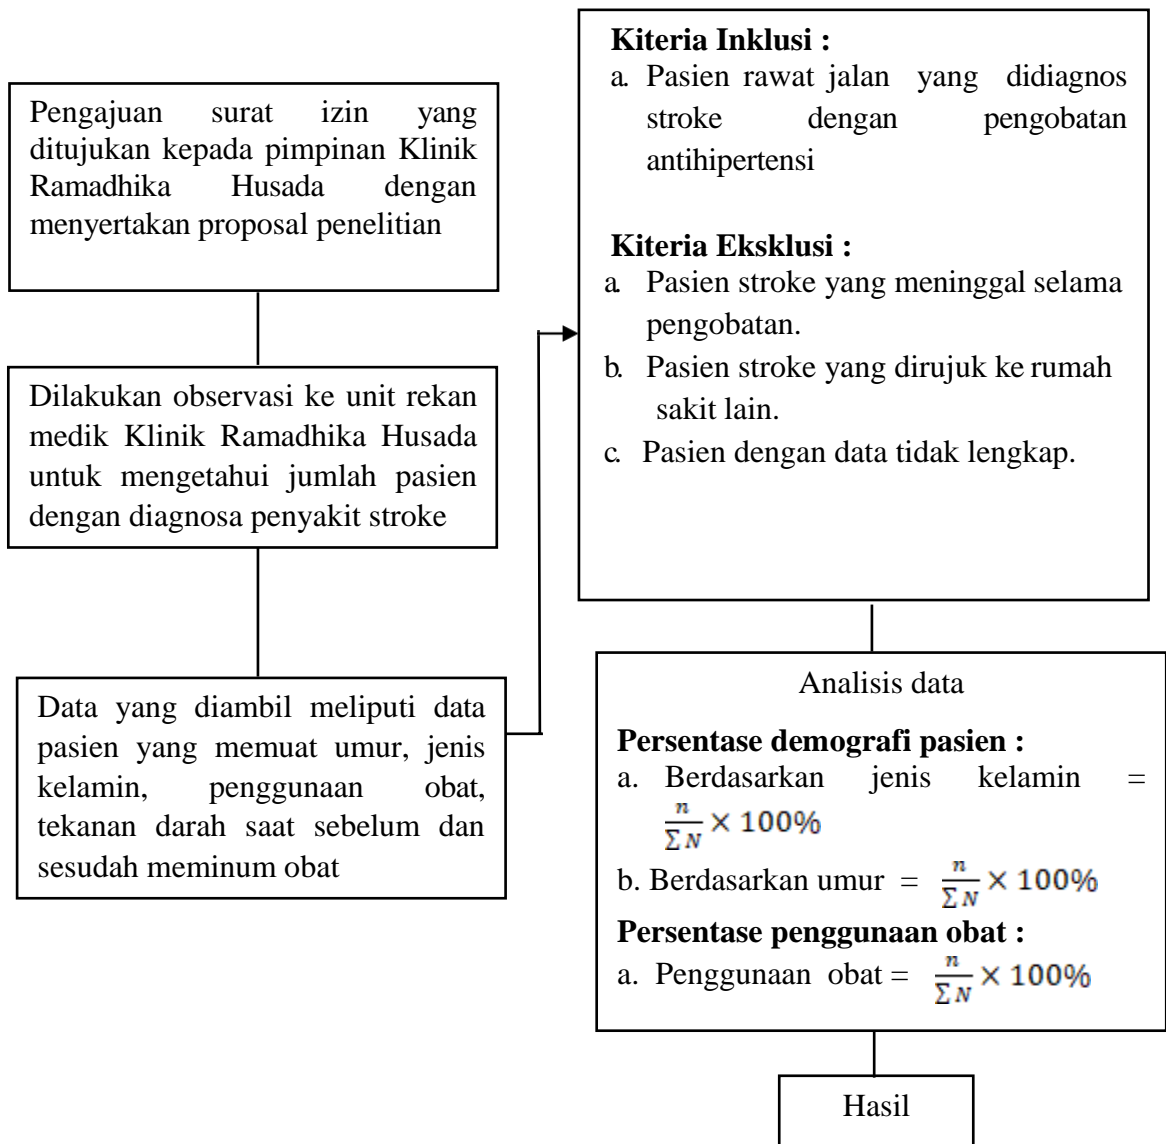 Pengajuan surat izin yang
ditujukan kepada pimpinan Klinik
Ramadhika Husada dengan
menyertakan proposal penelitian
Dilakukan observasi ke unit rekan
medik Klinik Ramadhika Husada
untuk mengetahui jumlah pasien
dengan diagnosa penyakit stroke
Data yang diambil meliputi data
pasien yang memuat umur, jenis
kelamin, penggunaan obat,
tekanan darah saat sebelum dan
sesudah meminum obat
Kiteria Inklusi :
a. Pasien rawat jalan yang didiagnos
stroke dengan pengobatan
antihipertensi
Kiteria Eksklusi :
a. Pasien stroke yang meninggal selama
pengobatan.
b. Pasien stroke yang dirujuk ke rumah
sakit lain.
c. Pasien dengan data tidak lengkap.
Analisis data
Persentase demografi pasien :
a. Berdasarkan jenis kelamin =
n/ΣN × 100%
b. Berdasarkan umur = n/ΣN × 100%
Persentase penggunaan obat :
a. Penggunaan obat = n/ΣN × 100%
Hasil